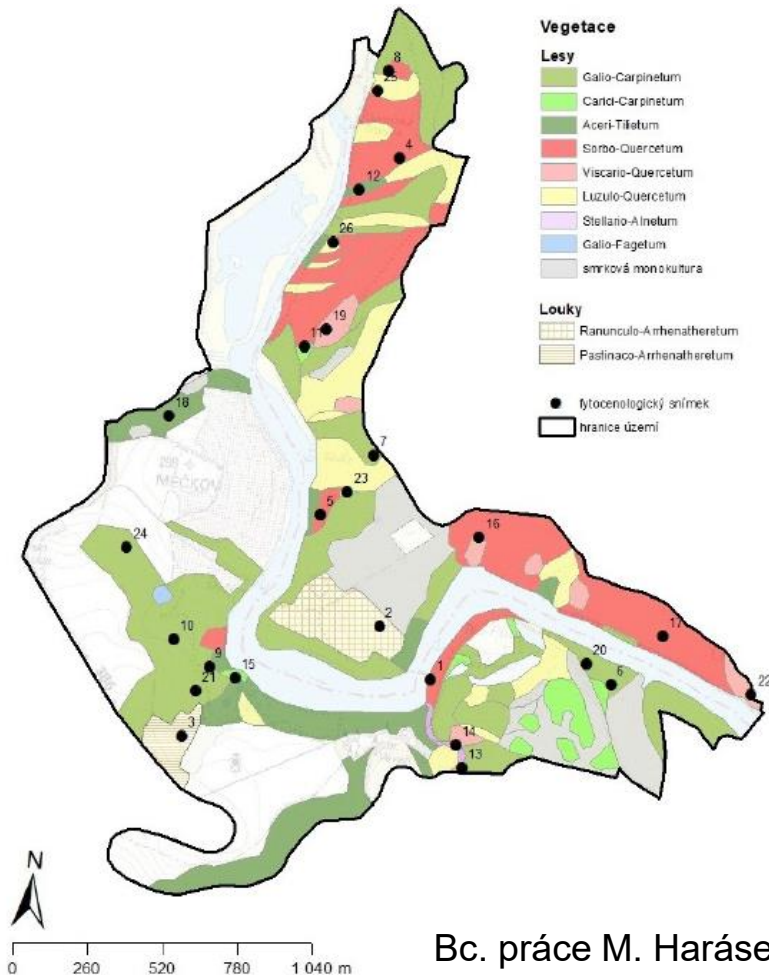 Vegetace
Lesy
Galio-Carpinetum
Carici-Carpinetum
Aceri-Tilietum
Sorbo-Quercetum
Viscario-Quercetum
Luzulo-Quercetum
Stellario-Alnetum
Galio-Fagetum
smrková monokultura
Louky
Ranunculo-Arrhenatheretum
Pastinaco-Arrhenatheretum
fytocenologický snímek
hranice území
8
25
4
12
26
19
11
18
7
299
MEČKOV
23
5
24
16
2
10
17
9
20
15
1
6
21
22
3
14
13
N
0 260 520 780 1 040 m
Bc. práce M. Haráse